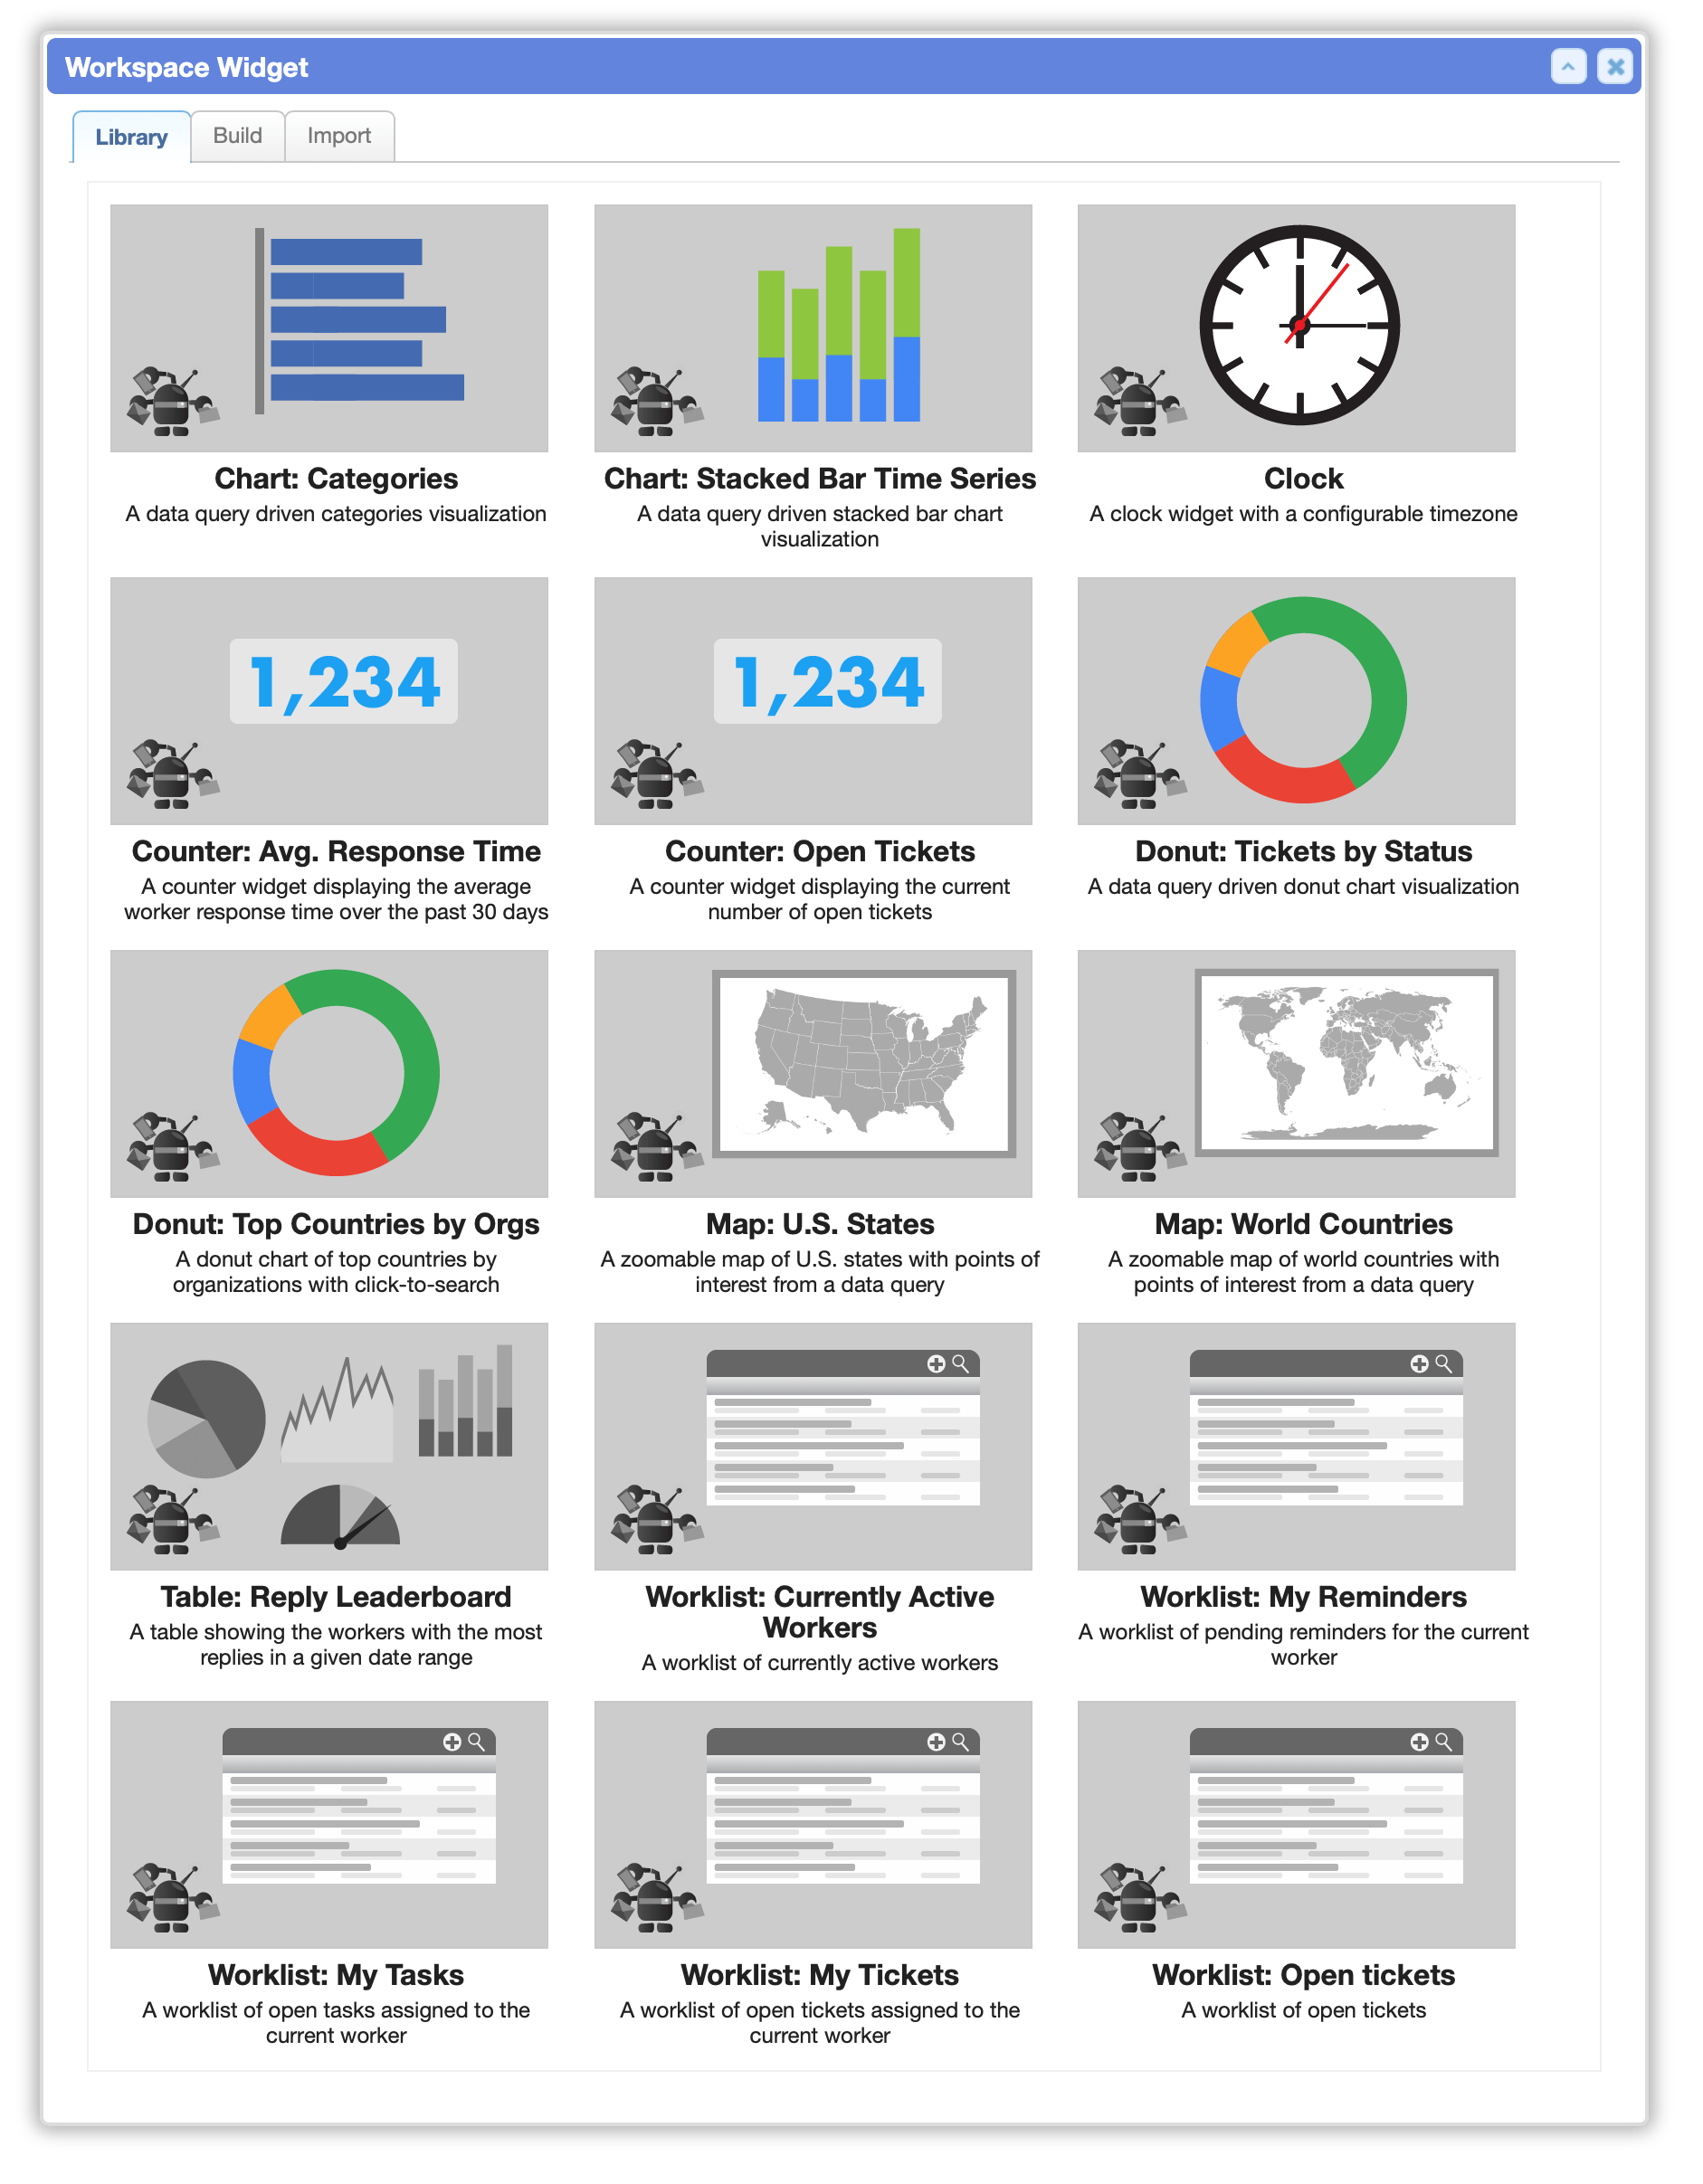 Workspace Widget
Library
Build
Import
Chart: Categories
A data query driven categories visualization
Chart: Stacked Bar Time Series
A data query driven stacked bar chart
visualization
Clock
A clock widget with a configurable timezone
1,234
Counter: Avg. Response Time
A counter widget displaying the average
worker response time over the past 30 days
1,234
Counter: Open Tickets
A counter widget displaying the current
number of open tickets
Donut: Tickets by Status
A data query driven donut chart visualization
Donut: Top Countries by Orgs
A donut chart of top countries by
organizations with click-to-search
Map: U.S. States
A zoomable map of U.S. states with points of
interest from a data query
Map: World Countries
A zoomable map of world countries with
points of interest from a data query
Table: Reply Leaderboard
A table showing the workers with the most
replies in a given date range
Worklist: Currently Active
Workers
A worklist of currently active workers
Worklist: My Reminders
A worklist of pending reminders for the current
worker
Worklist: My Tasks
A worklist of open tasks assigned to the
current worker
Worklist: My Tickets
A worklist of open tickets assigned to the
current worker
Worklist: Open tickets
A worklist of open tickets